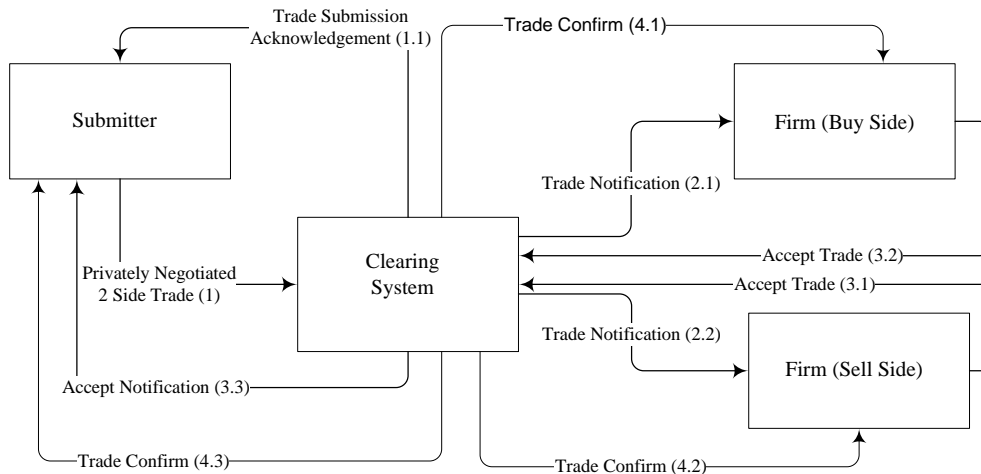 Trade Submission
Acknowledgement (1.1)
Trade Confirm (4.1)
Submitter
Firm (Buy Side)
Trade Notification (2.1)
Privately Negotiated
2 Side Trade (1)
Clearing
System
Accept Trade (3.2)
Accept Trade (3.1)
Trade Notification (2.2)
Firm (Sell Side)
Accept Notification (3.3)
Trade Confirm (4.3)
Trade Confirm (4.2)